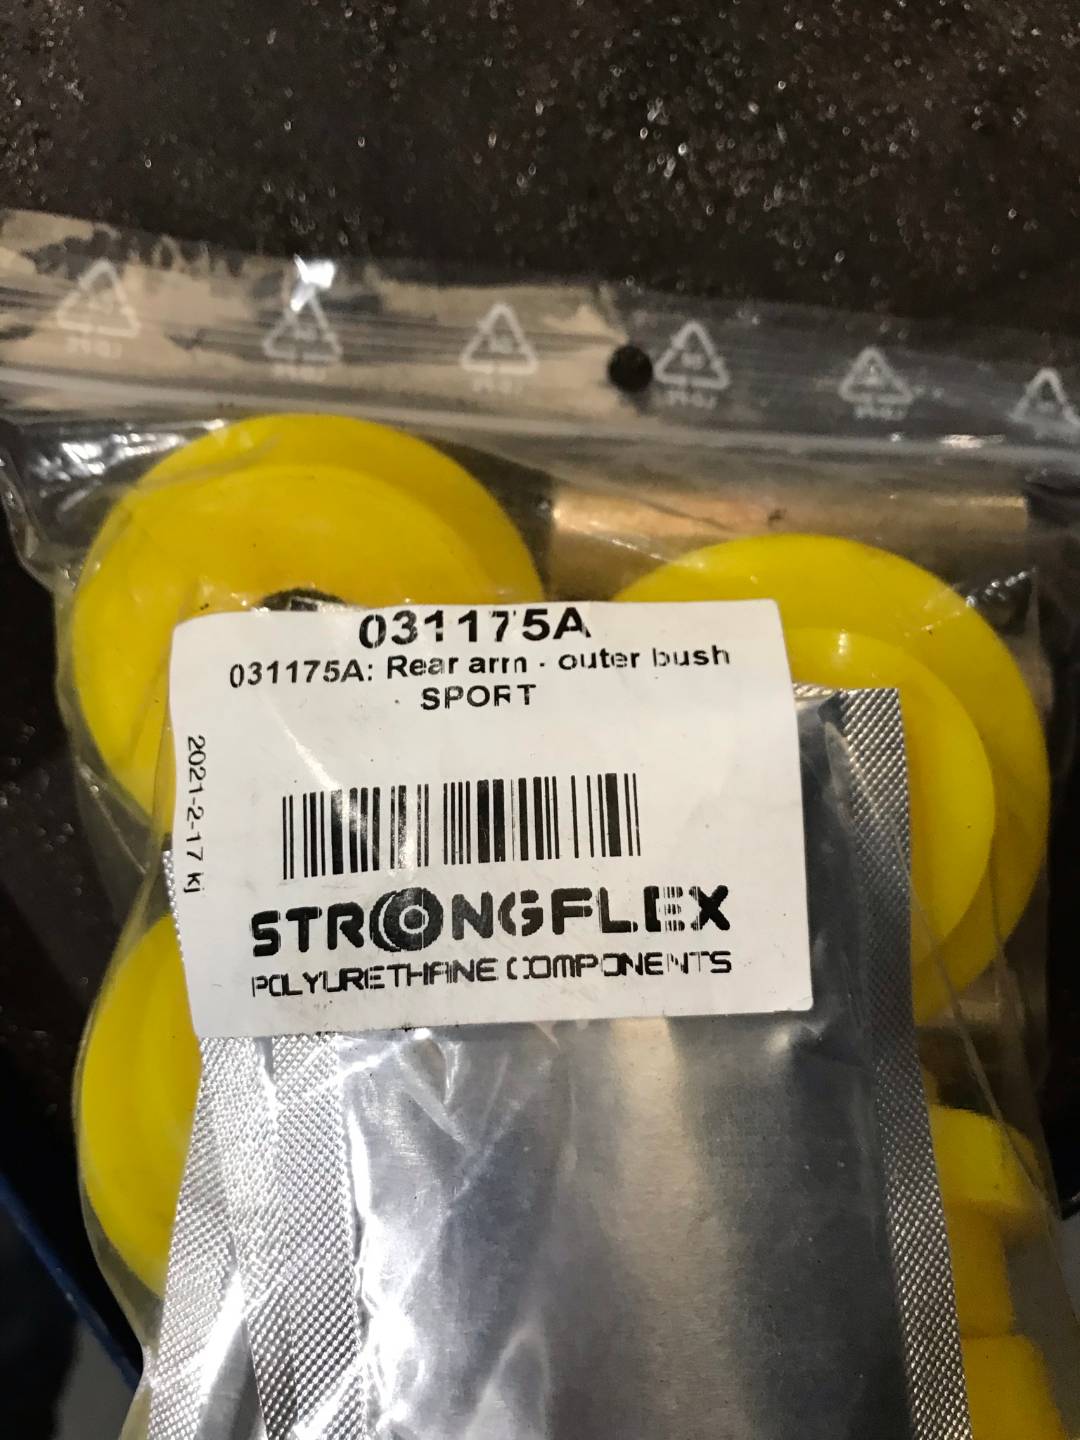 031175A
031175A: Rear arm - outer bush
SPORT
2021-2-17 kj
STRONGFLEX
POLYURETHANE COMPONENTS